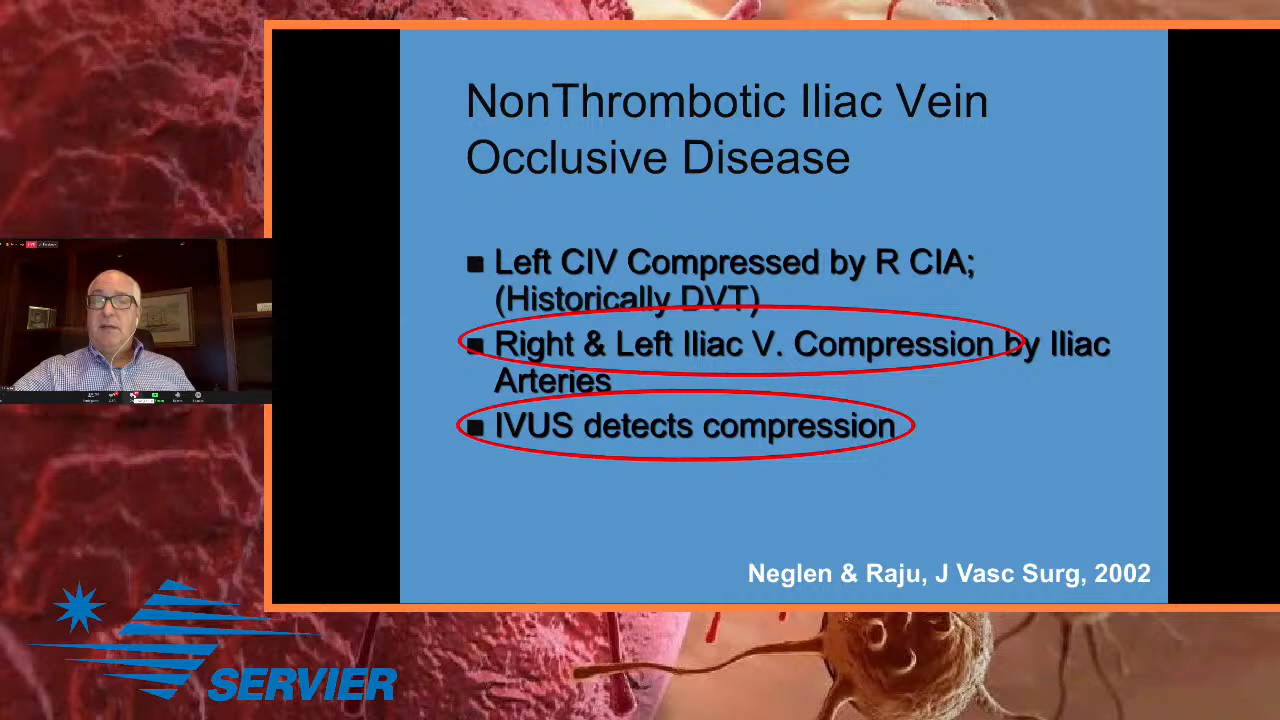 NonThrombotic Iliac Vein
Occlusive Disease
Left CIV Compressed by R CIA;
(Historically DVT)
Right & Left Iliac V. Compression by Iliac
Arteries
IVUS detects compression
Neglen & Raju, J Vasc Surg, 2002
SERVIER